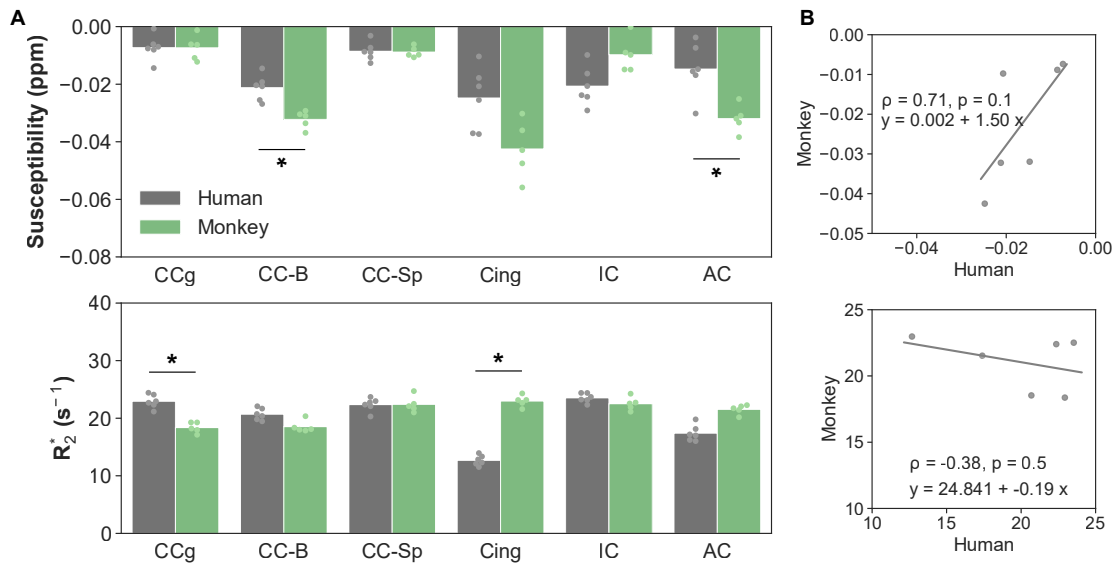 A
Susceptibility (ppm)
0.00
−0.02
−0.04
−0.06
−0.08
*
*
Human
Monkey
CCg CC-B CC-Sp Cing IC AC
R₂* (s⁻¹)
40
30
20
10
0
*
*
CCg CC-B CC-Sp Cing IC AC
B
Monkey
0.00
−0.01
−0.02
−0.03
−0.04
−0.05
ρ = 0.71, p = 0.1
y = 0.002 + 1.50 x
−0.04 −0.02 0.00
Human
Monkey
25
20
15
10
ρ = -0.38, p = 0.5
y = 24.841 + -0.19 x
10 15 20 25
Human